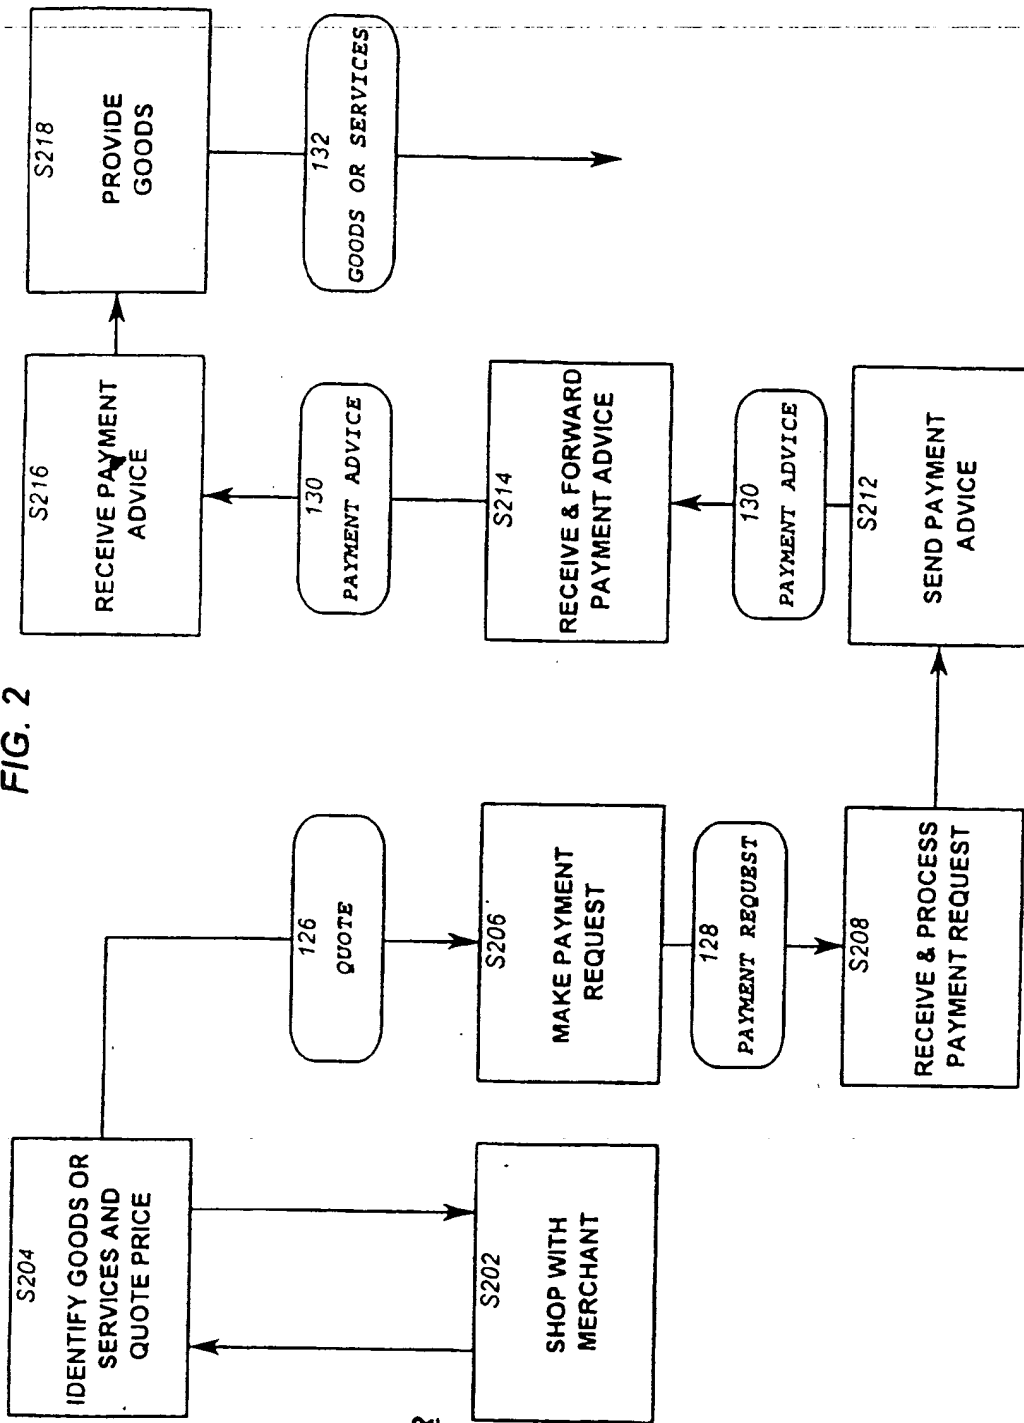 FIG. 2
S204
IDENTIFY GOODS OR
SERVICES AND
QUOTE PRICE
S202
SHOP WITH
MERCHANT
126
QUOTE
S206
MAKE PAYMENT
REQUEST
128
PAYMENT REQUEST
S208
RECEIVE & PROCESS
PAYMENT REQUEST
S212
SEND PAYMENT
ADVICE
130
PAYMENT ADVICE
S214
RECEIVE & FORWARD
PAYMENT ADVICE
130
PAYMENT ADVICE
S216
RECEIVE PAYMENT
ADVICE
S218
PROVIDE
GOODS
132
GOODS OR SERVICES